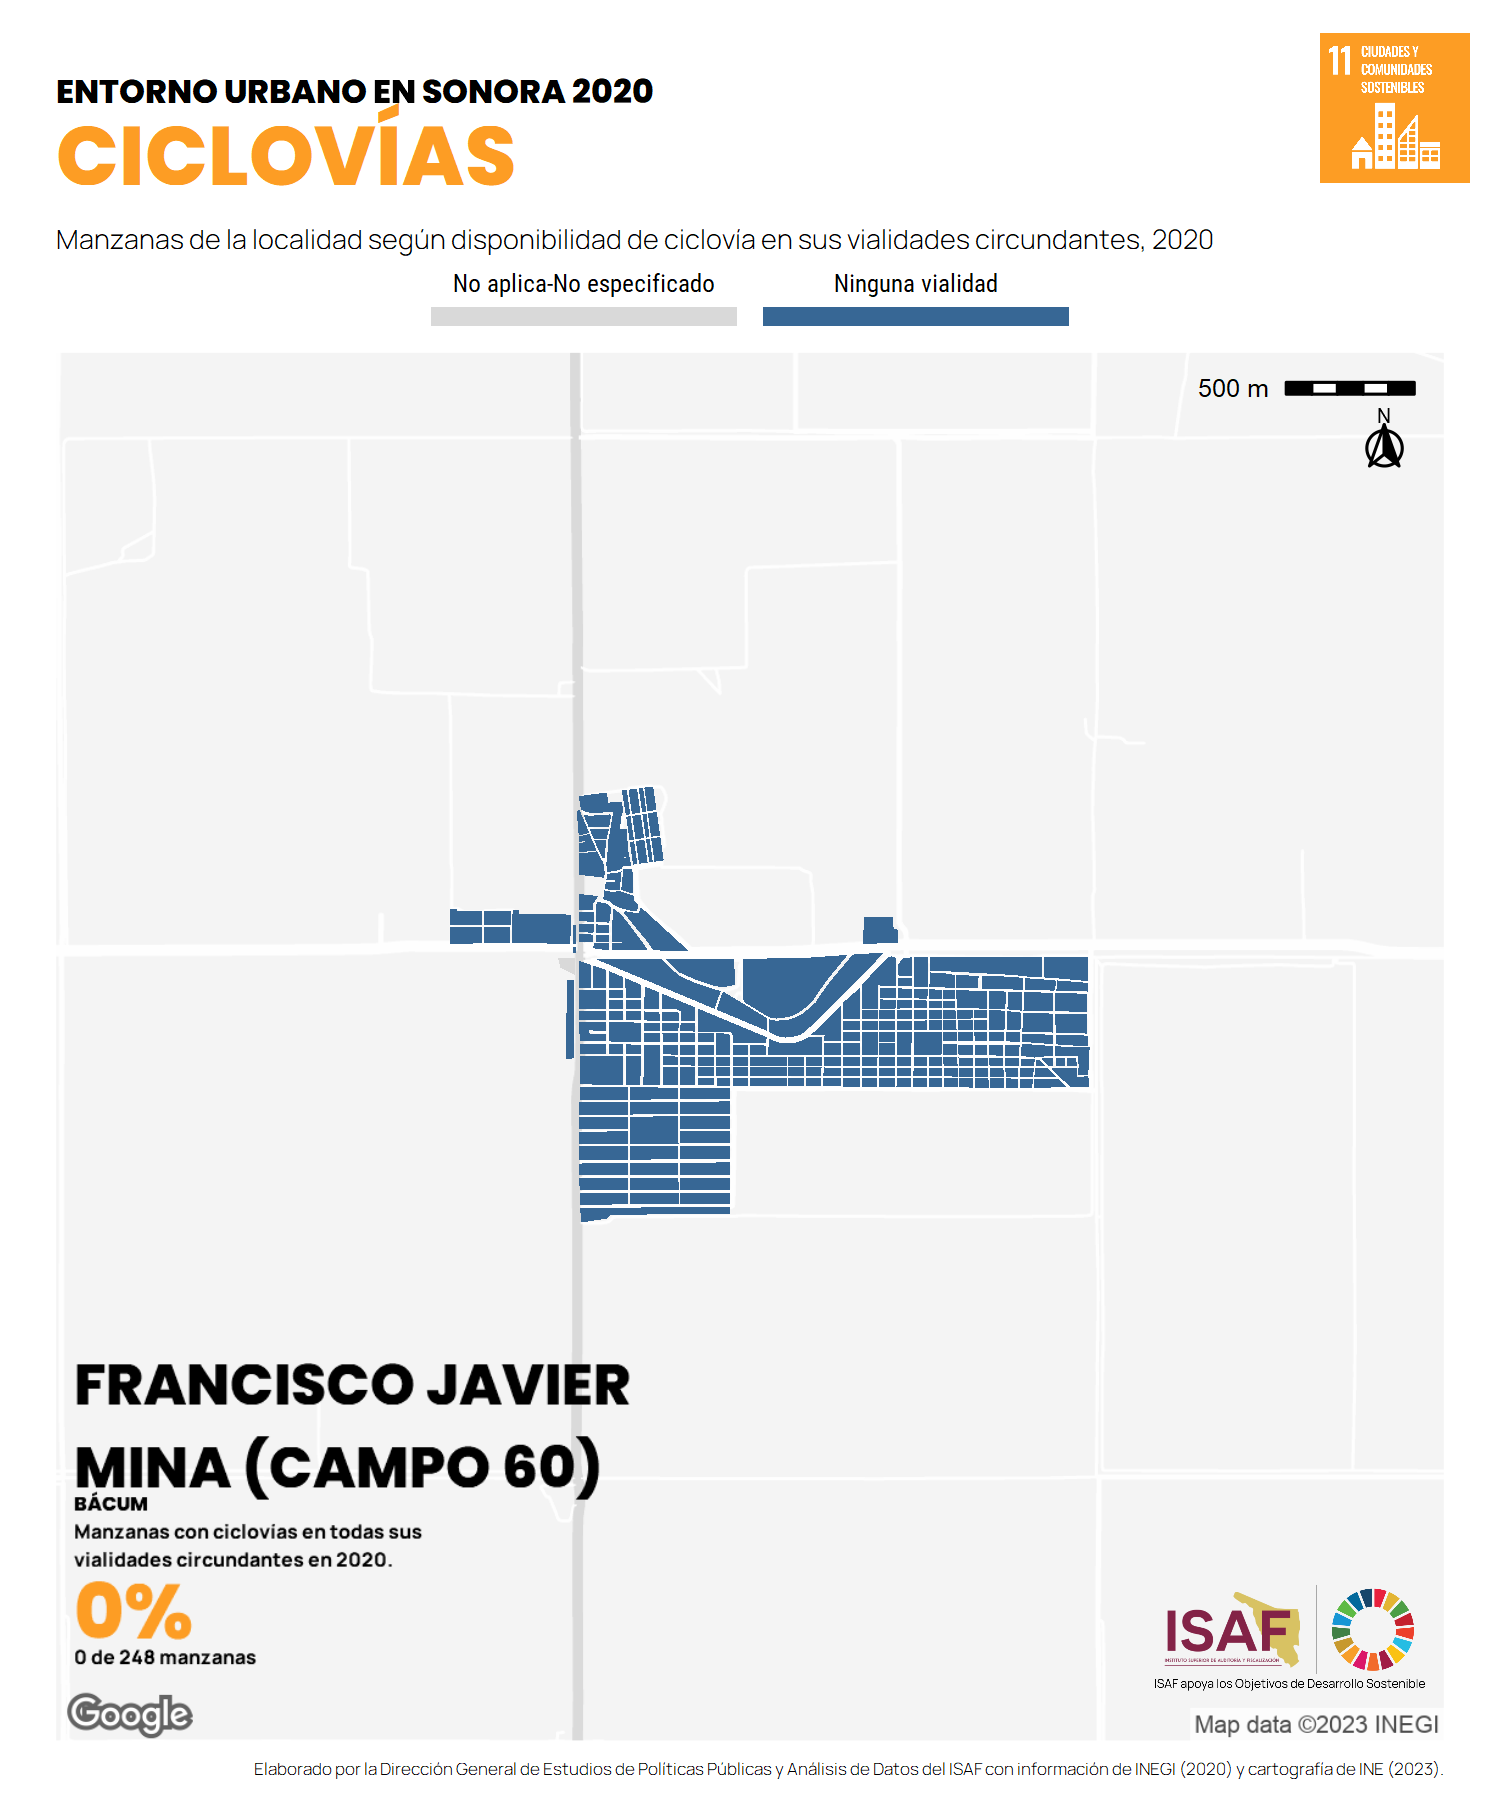 11 CIUDADES Y
COMUNIDADES
SOSTENIBLES
ENTORNO URBANO EN SONORA 2020
CICLOVÍAS
Manzanas de la localidad según disponibilidad de ciclovía en sus vialidades circundantes, 2020
No aplica-No especificado
Ninguna vialidad
500 m
N
FRANCISCO JAVIER
MINA (CAMPO 60)
BÁCUM
Manzanas con ciclovias en todas sus
vialidades circundantes en 2020.
0%
0 de 248 manzanas
Google
ISAF
INSTITUTO SUPERIOR DE AUDITORÍA Y FISCALIZACIÓN
ISAF apoya los Objetivos de Desarrollo Sostenible
Map data ©2023 INEGI
Elaborado por la Dirección General de Estudios de Políticas Públicas y Análisis de Datos del ISAF con información de INEGI (2020) y cartografía de INE (2023).